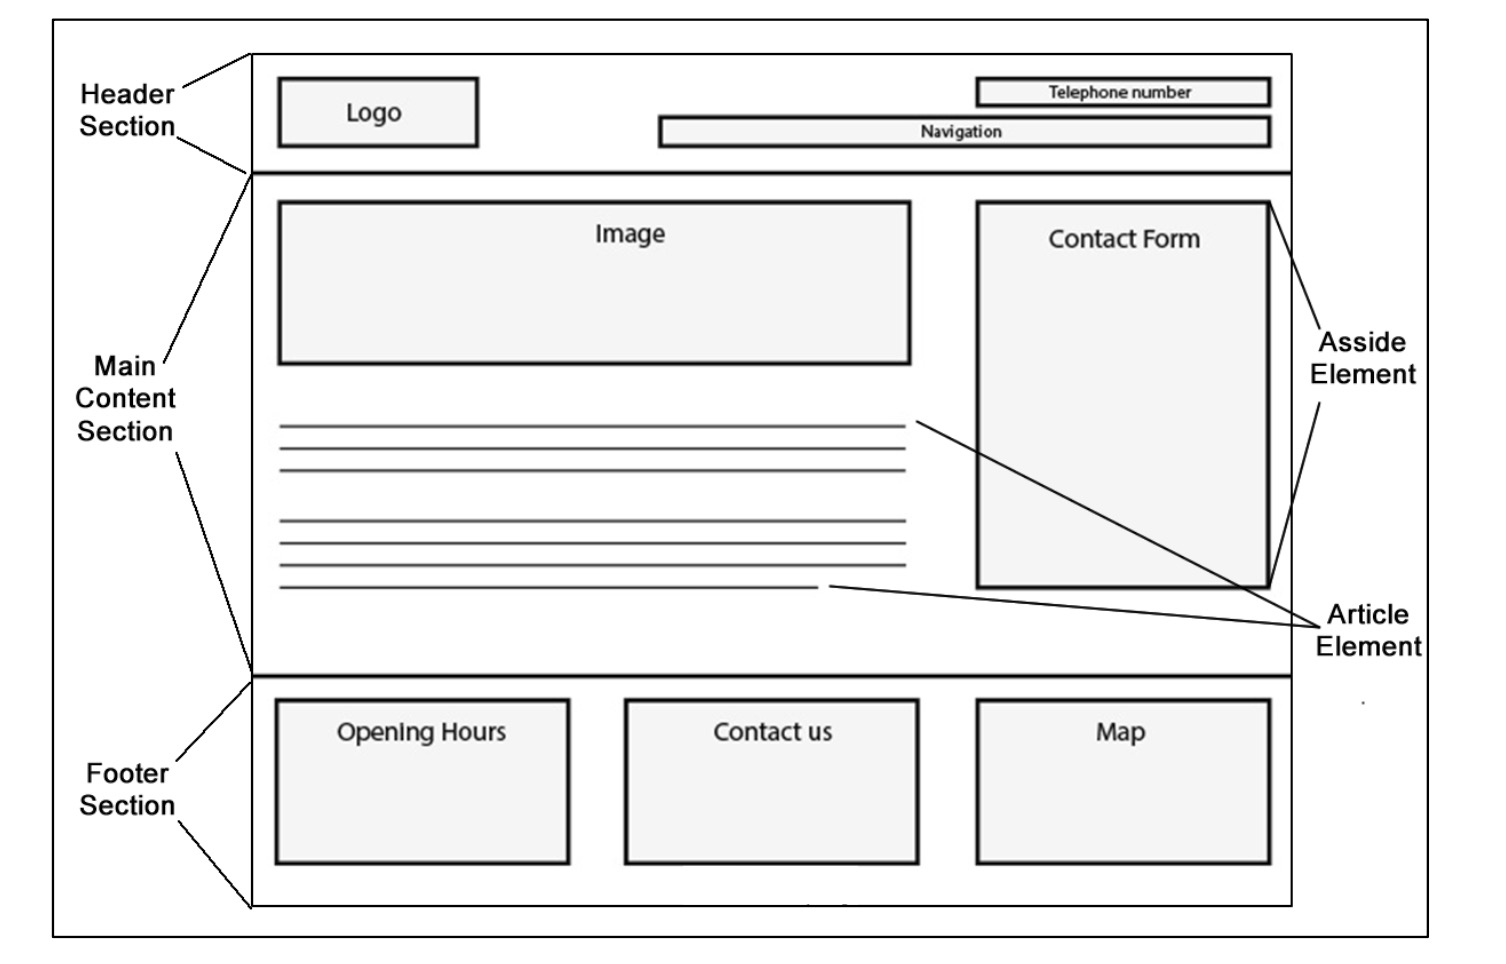 Header
Section
Logo
Telephone number
Navigation
Image
Contact Form
Main
Content
Section
Asside
Element
Article
Element
Opening Hours
Contact us
Map
Footer
Section